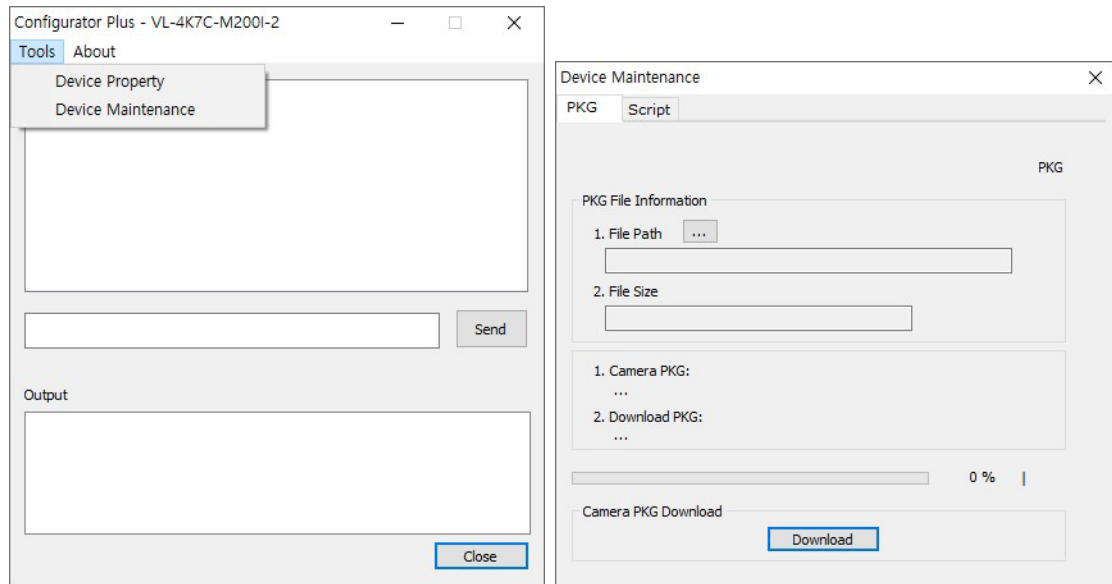 Configurator Plus - VL-4K7C-M200I-2
Tools About
Device Property
Device Maintenance
Send
Output
Close
Device Maintenance
PKG Script
PKG
PKG File Information
1. File Path ...
2. File Size
1. Camera PKG:
...
2. Download PKG:
...
0 %
Camera PKG Download
Download